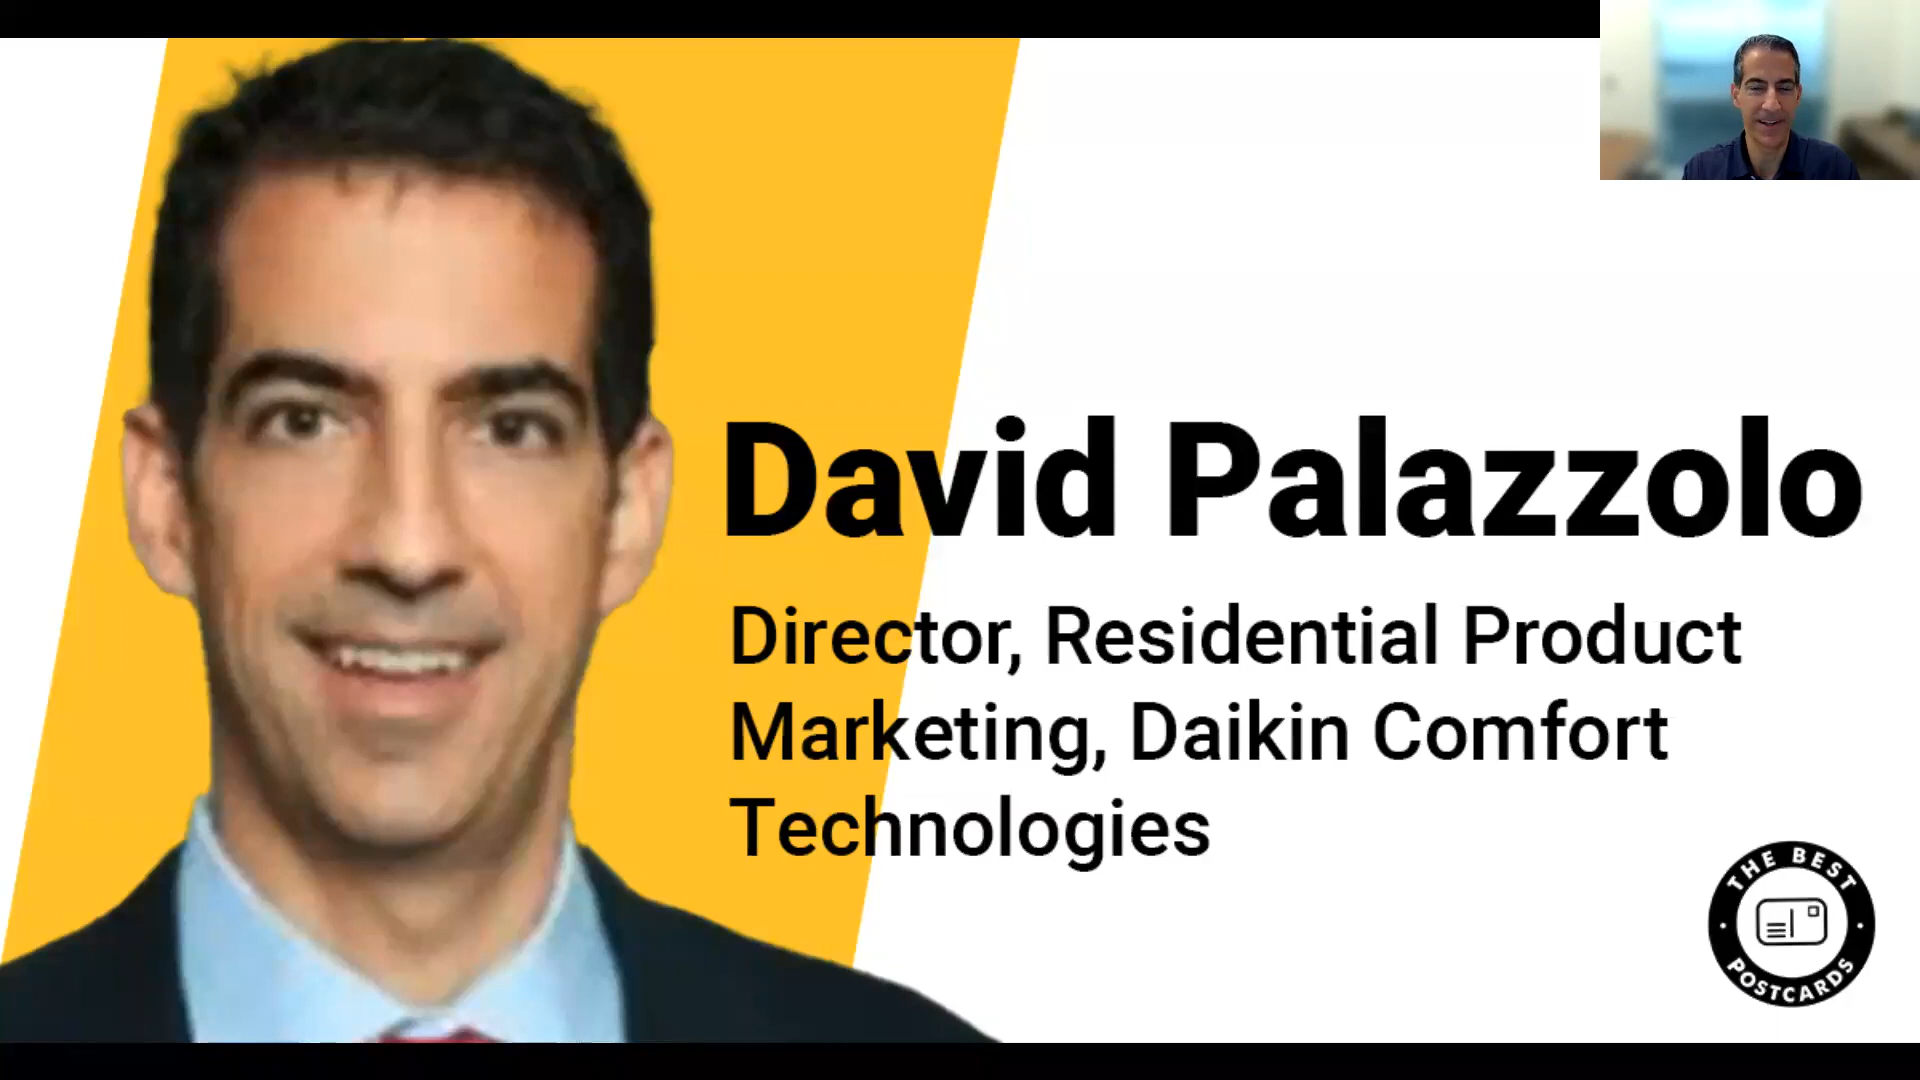 David Palazzolo
Director, Residential Product
Marketing, Daikin Comfort
Technologies
THE BEST
POSTCARDS